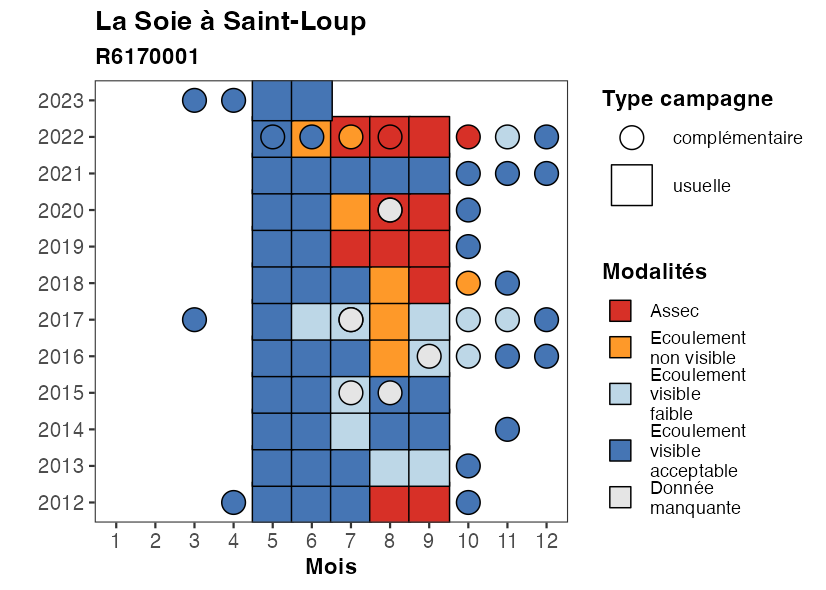 La Soie à Saint-Loup
R6170001
2023
2022
2021
2020
2019
2018
2017
2016
2015
2014
2013
2012
1 2 3 4 5 6 7 8 9 10 11 12
Mois
Type campagne
complémentaire
usuelle
Modalités
Assec
Ecoulement
non visible
Ecoulement
visible
faible
Ecoulement
visible
acceptable
Donnée
manquante